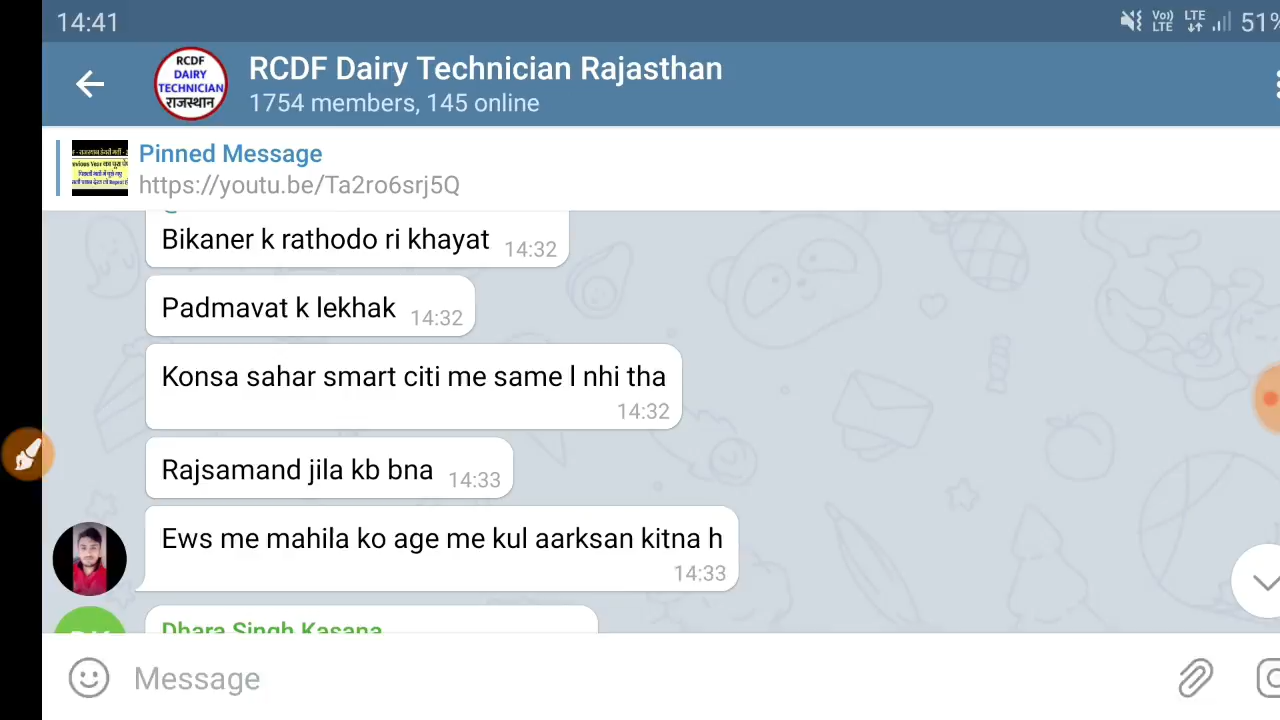 14:41
Vo) LTE LTE 51%
RCDF DAIRY TECHNICIAN राजस्थान
RCDF Dairy Technician Rajasthan
1754 members, 145 online
Pinned Message
https://youtu.be/Ta2ro6srj5Q
Bikaner k rathodo ri khayat 14:32
Padmavat k lekhak 14:32
Konsa sahar smart citi me same l nhi tha
14:32
Rajsamand jila kb bna 14:33
Ews me mahila ko age me kul aarksan kitna h
14:33
Dhara Singh Kasana
Message